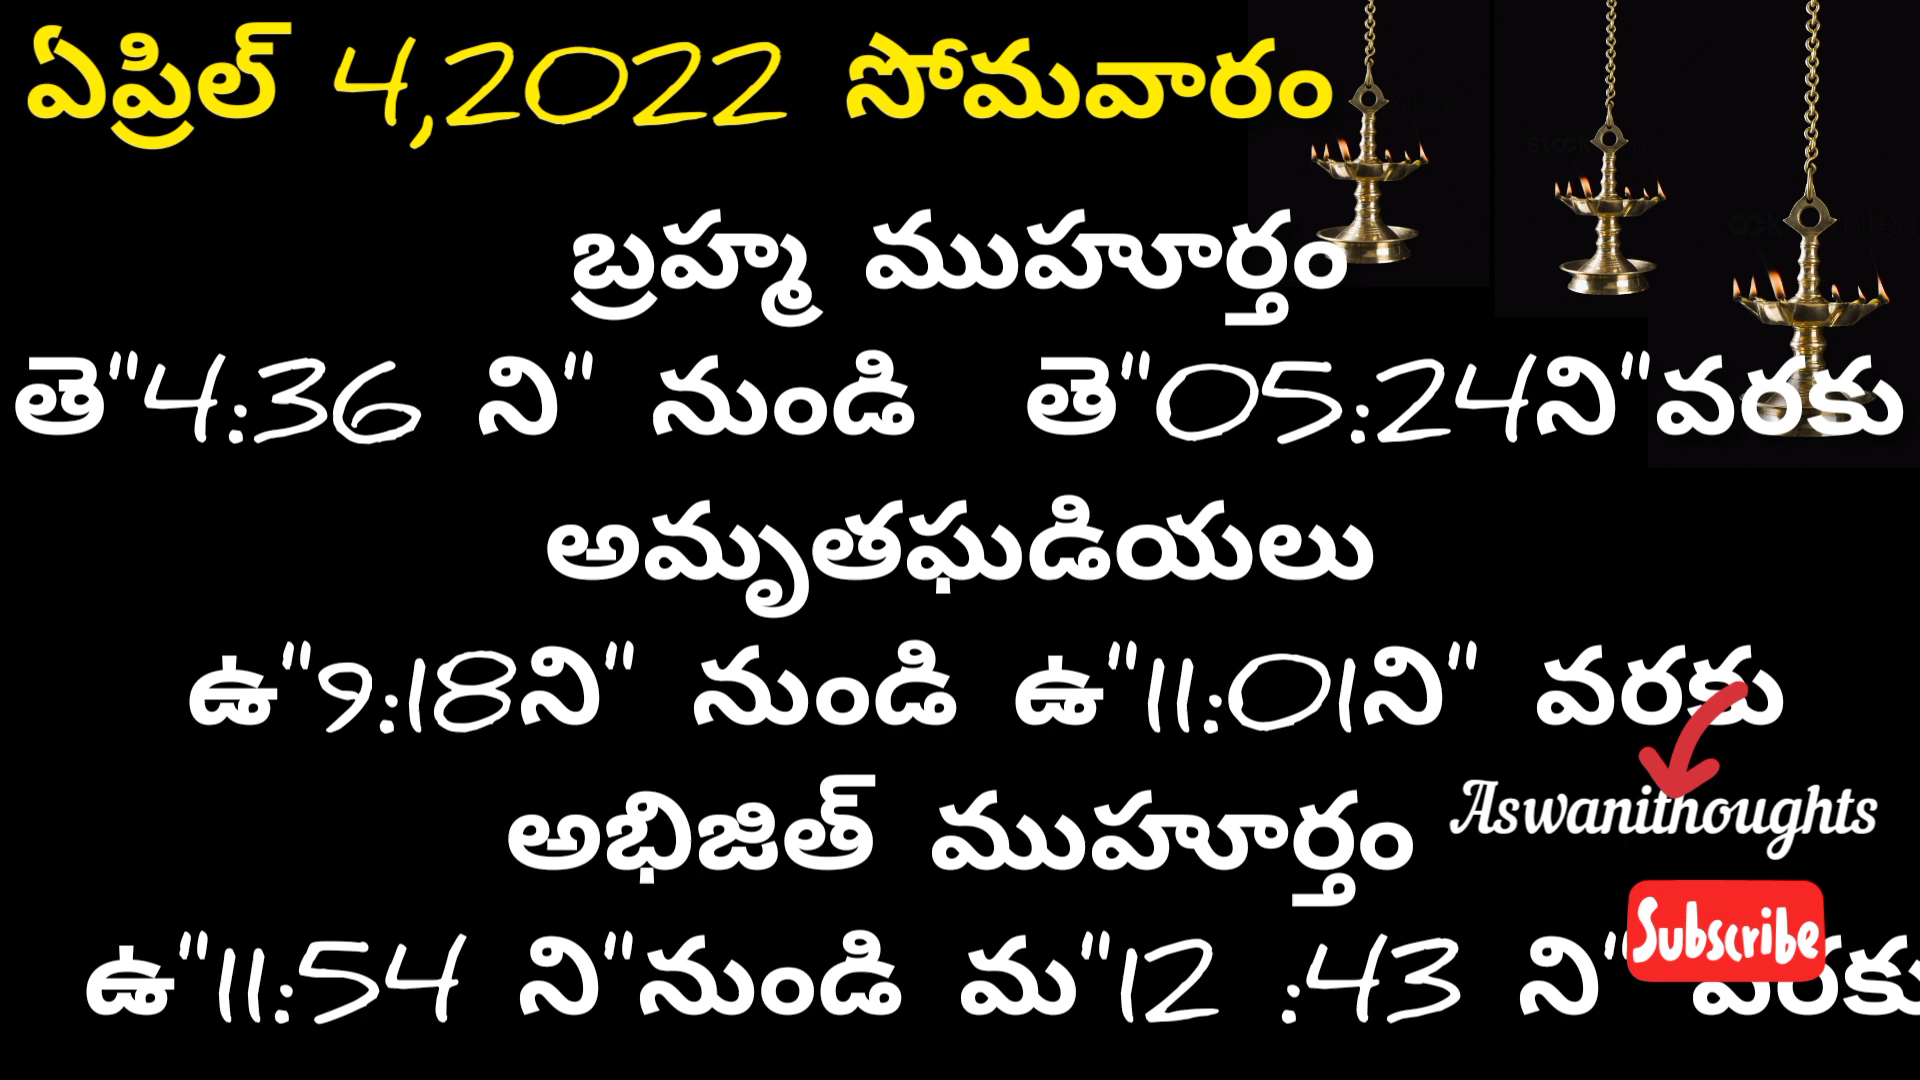 ఏప్రిల్ 4,2022 సోమవారం
బ్రహ్మ ముహూర్తం
తె"4:36 ని" నుండి తె"05:24ని"వరకు
అమృతఘడియలు
ఉ"9:18ని" నుండి ఉ"11:01ని" వరకు
అభిజిత్ ముహూర్తం
Aswanithoughts
Subscribe
ఉ"11:54 ని"నుండి మ"12 :43 ని" వరకు